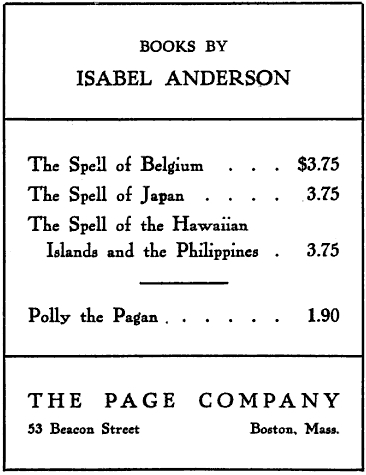 BOOKS BY
ISABEL ANDERSON
The Spell of Belgium . . . $3.75
The Spell of Japan . . . . 3.75
The Spell of the Hawaiian
Islands and the Philippines . 3.75
Polly the Pagan . . . . . . 1.90
THE PAGE COMPANY
53 Beacon Street Boston, Mass.